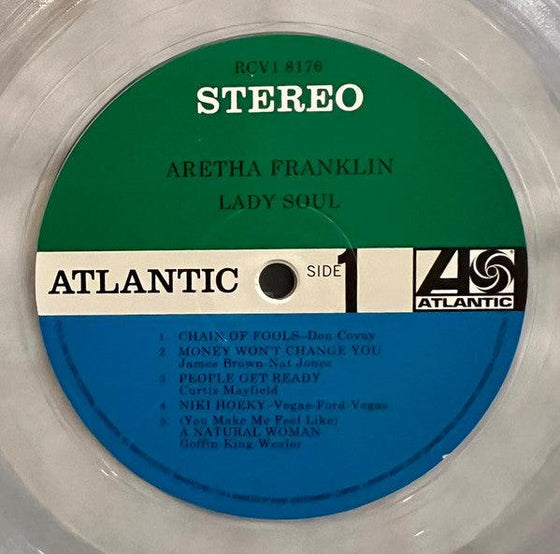 RCV1 8176
STEREO
ARETHA FRANKLIN
LADY SOUL
ATLANTIC
SIDE 1
ATLANTIC
1 CHAIN OF FOOLS-Don Covay
2 MONEY WON'T CHANGE YOU
James Brown-Nat Jones
3 PEOPLE GET READY
Curtis Mayfield
4 NIKI HOEKY-Vegas-Ford-Vegas
5 (You Make Me Feel Like)
A NATURAL WOMAN
Goffin-King-Wexler